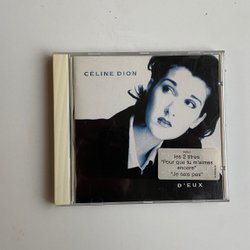 CÉLINE DION
les 2 titres
"Pour que tu m'aimes
encore"
"Je sais pas"
D'EUX